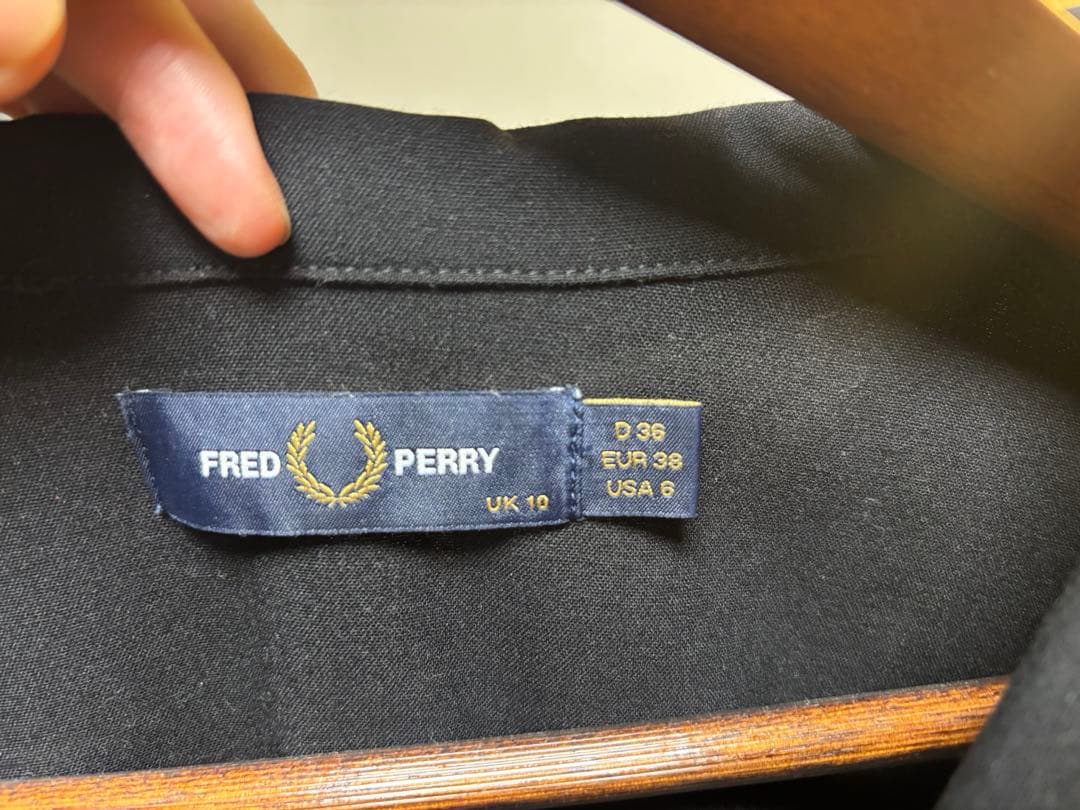 FRED PERRY
UK 10
D 36
EUR 38
USA 6